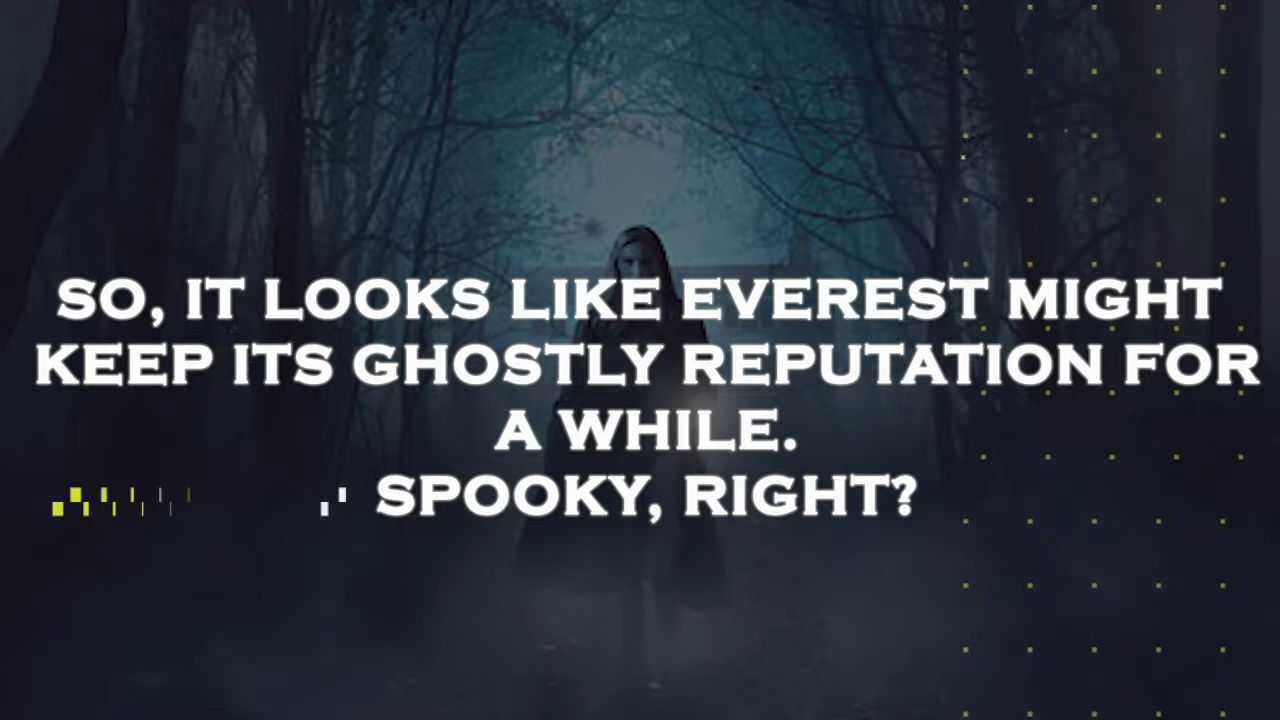 SO, IT LOOKS LIKE EVEREST MIGHT
KEEP ITS GHOSTLY REPUTATION FOR
A WHILE.
SPOOKY, RIGHT?